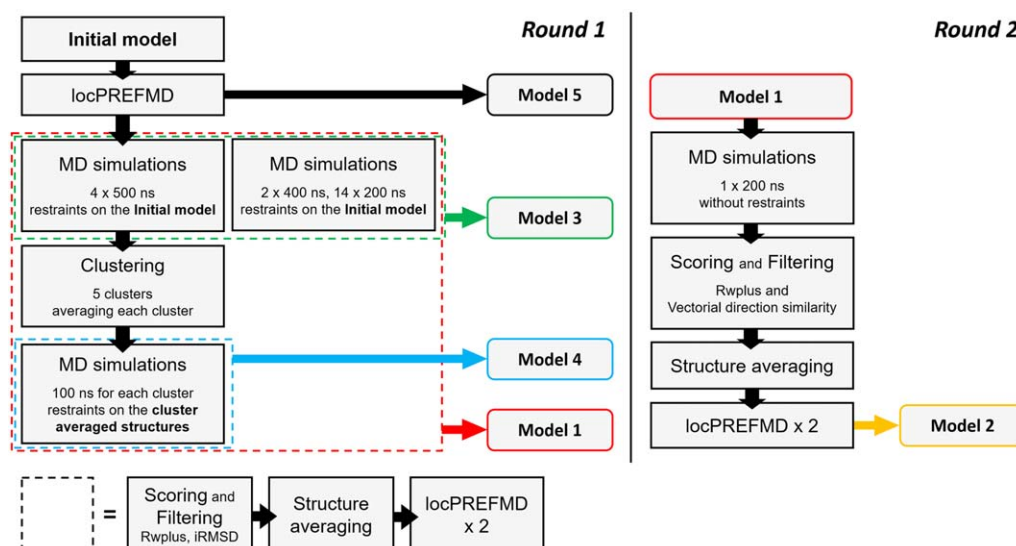 Round 1
Initial model
locPREFMD
Model 5
MD simulations
4 x 500 ns
restraints on the Initial model
MD simulations
2 x 400 ns, 14 x 200 ns
restraints on the Initial model
Model 3
Clustering
5 clusters
averaging each cluster
MD simulations
100 ns for each cluster
restraints on the cluster
averaged structures
Model 4
Model 1
=
Scoring and
Filtering
Rwplus, iRMSD
Structure
averaging
locPREFMD
x 2
Round 2
Model 1
MD simulations
1 x 200 ns
without restraints
Scoring and Filtering
Rwplus and
Vectorial direction similarity
Structure averaging
locPREFMD x 2
Model 2